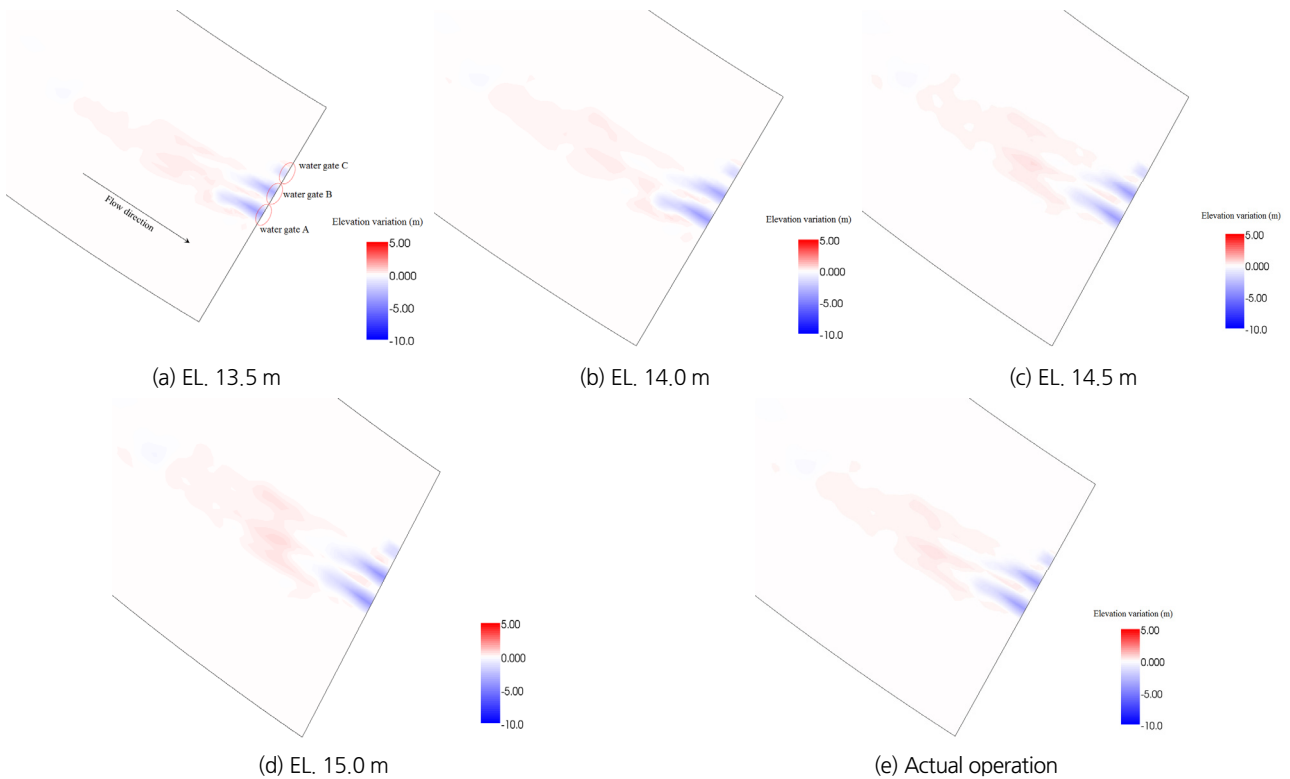 water gate C
water gate B
water gate A
Flow direction
Elevation variation (m)
5.00
0.000
-5.00
-10.0
(a) EL. 13.5 m
Elevation variation (m)
5.00
0.000
-5.00
-10.0
(b) EL. 14.0 m
Elevation variation (m)
5.00
0.000
-5.00
-10.0
(c) EL. 14.5 m
5.00
0.000
-5.00
-10.0
(d) EL. 15.0 m
Elevation variation (m)
5.00
0.000
-5.00
-10.0
(e) Actual operation